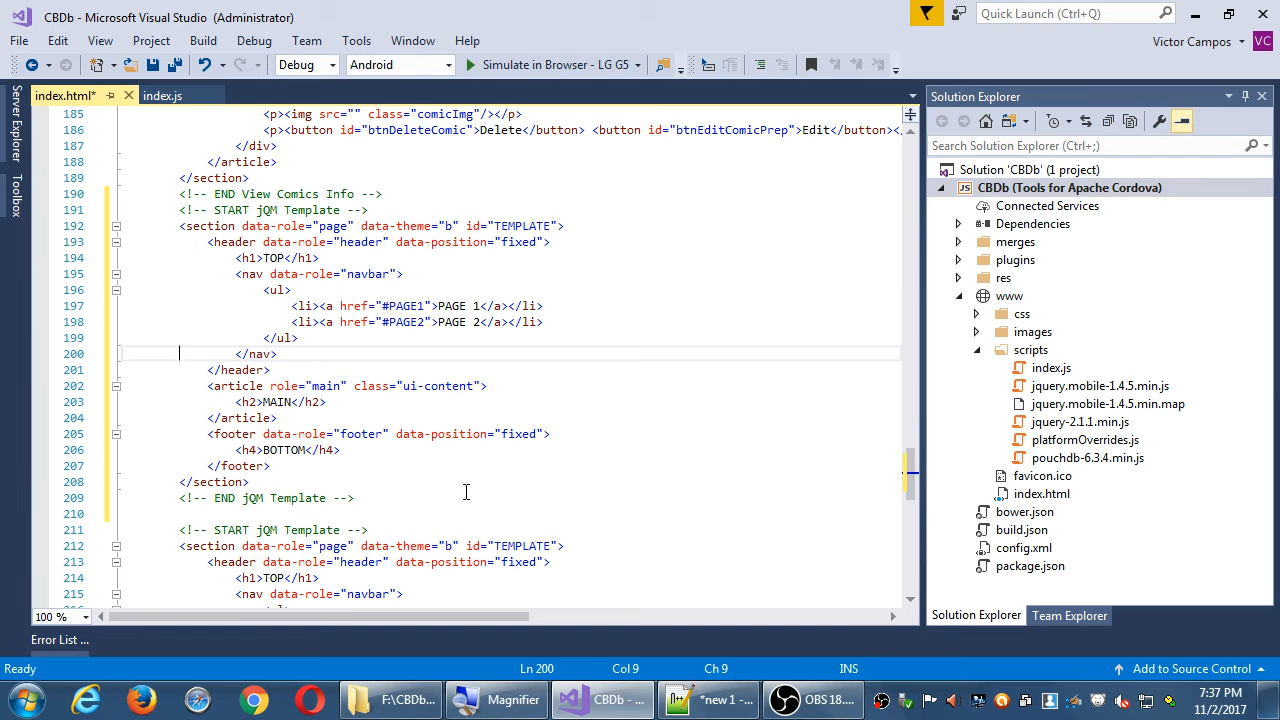 CBDb - Microsoft Visual Studio (Administrator)
Quick Launch (Ctrl+Q)
File Edit View Project Build Debug Team Tools Window Help
Victor Campos VC
Debug Android Simulate in Browser - LG G5
index.html* index.js
Server Explorer
Toolbox
185 <p><img src="" class="comicImg"/></p>
186 <p><button id="btnDeleteComic">Delete</button> <button id="btnEditComicPrep">Edit</button><
187 </div>
188 </article>
189 </section>
190 <!-- END View Comics Info -->
191 <!-- START jQM Template -->
192 <section data-role="page" data-theme="b" id="TEMPLATE">
193 <header data-role="header" data-position="fixed">
194 <h1>TOP</h1>
195 <nav data-role="navbar">
196 <ul>
197 <li><a href="#PAGE1">PAGE 1</a></li>
198 <li><a href="#PAGE2">PAGE 2</a></li>
199 </ul>
200 </nav>
201 </header>
202 <article role="main" class="ui-content">
203 <h2>MAIN</h2>
204 </article>
205 <footer data-role="footer" data-position="fixed">
206 <h4>BOTTOM</h4>
207 </footer>
208 </section>
209 <!-- END jQM Template -->
210
211 <!-- START jQM Template -->
212 <section data-role="page" data-theme="b" id="TEMPLATE">
213 <header data-role="header" data-position="fixed">
214 <h1>TOP</h1>
215 <nav data-role="navbar">
100 %
Solution Explorer
Search Solution Explorer (Ctrl+;)
Solution 'CBDb' (1 project)
JS CBDb (Tools for Apache Cordova)
Connected Services
Dependencies
merges
plugins
res
www
css
images
scripts
index.js
jquery.mobile-1.4.5.min.js
jquery.mobile-1.4.5.min.map
jquery-2.1.1.min.js
platformOverrides.js
pouchdb-6.3.4.min.js
favicon.ico
index.html
bower.json
build.json
config.xml
package.json
Solution Explorer Team Explorer
Error List ...
Ready Ln 200 Col 9 Ch 9 INS Add to Source Control
F:\CBDb... Magnifier CBDb - ... *new 1 -... OBS 18....
7:37 PM
11/2/2017